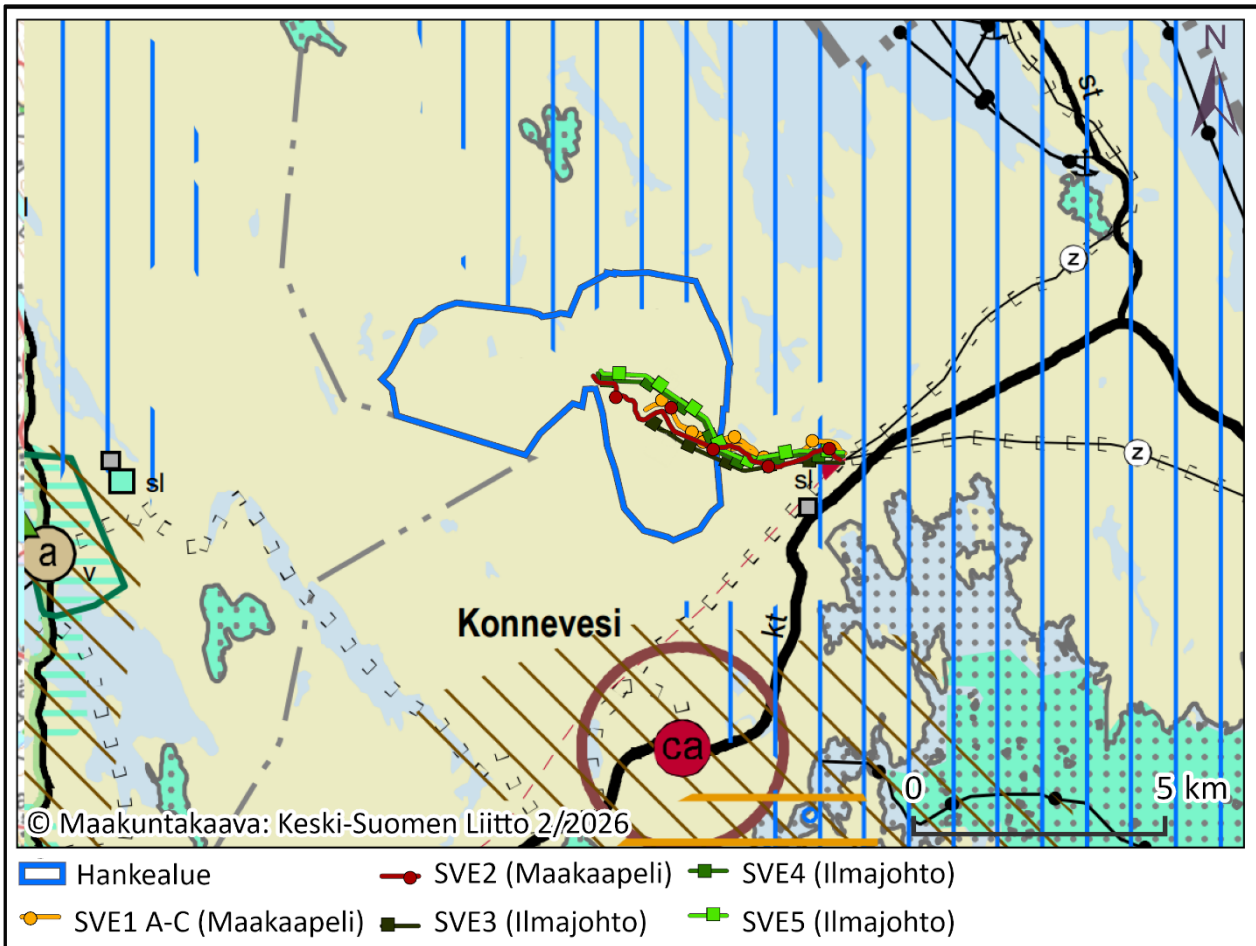 N
st
z
z
sl
sl
a
v
Konnevesi
kt
ca
0 5 km
© Maakuntakaava: Keski-Suomen Liitto 2/2026
Hankealue
SVE2 (Maakaapeli)
SVE4 (Ilmajohto)
SVE1 A-C (Maakaapeli)
SVE3 (Ilmajohto)
SVE5 (Ilmajohto)